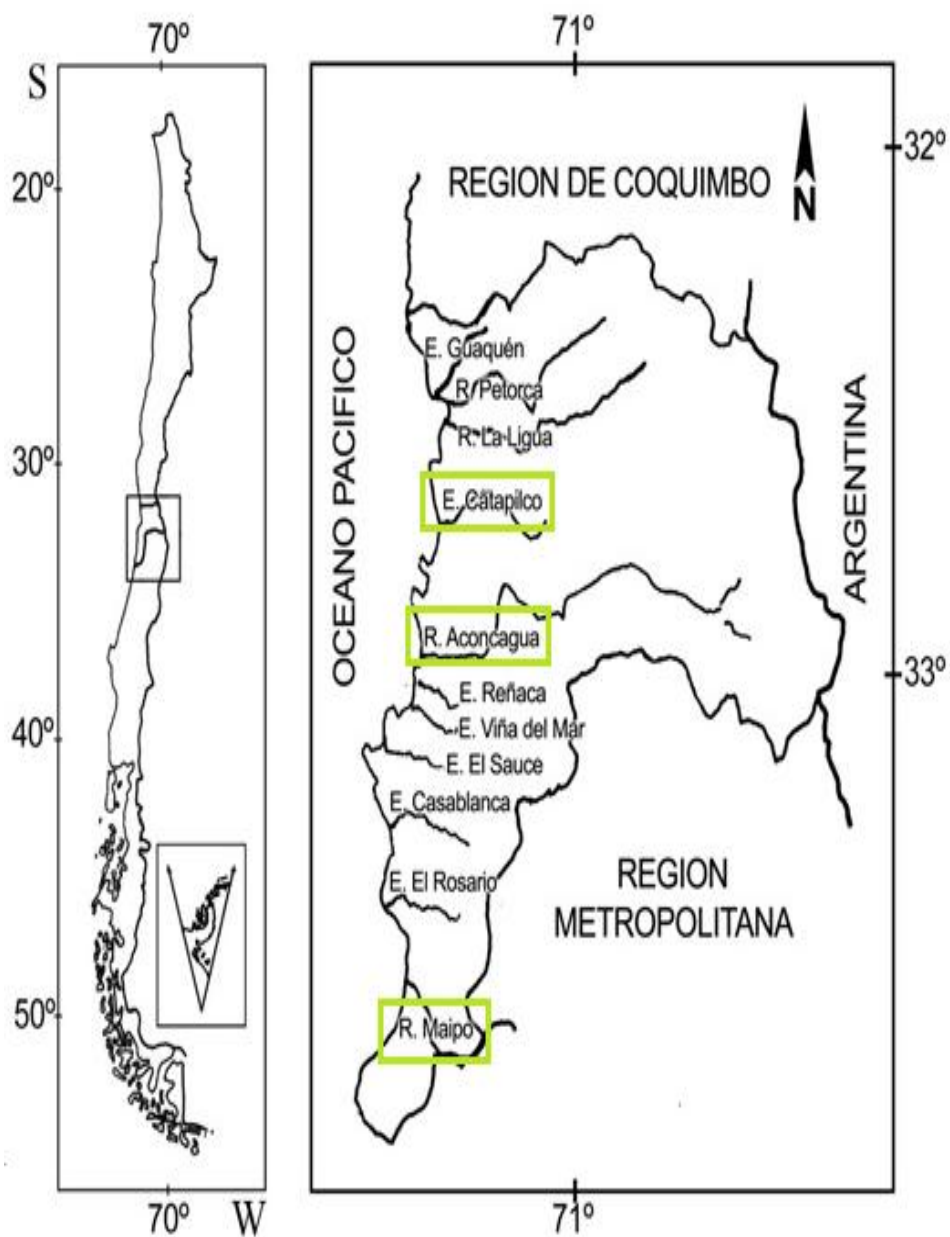 70º
S
20º
30º
40º
50º
70º
W
71º
32º
REGION DE COQUIMBO
N
OCEANO PACIFICO
E. Guaquén
R. Petorca
R. La Ligua
E. Catapilco
ARGENTINA
R. Aconcagua
33º
E. Reñaca
E. Viña del Mar
E. El Sauce
E. Casablanca
E. El Rosario
REGION
METROPOLITANA
R. Maipo
71º